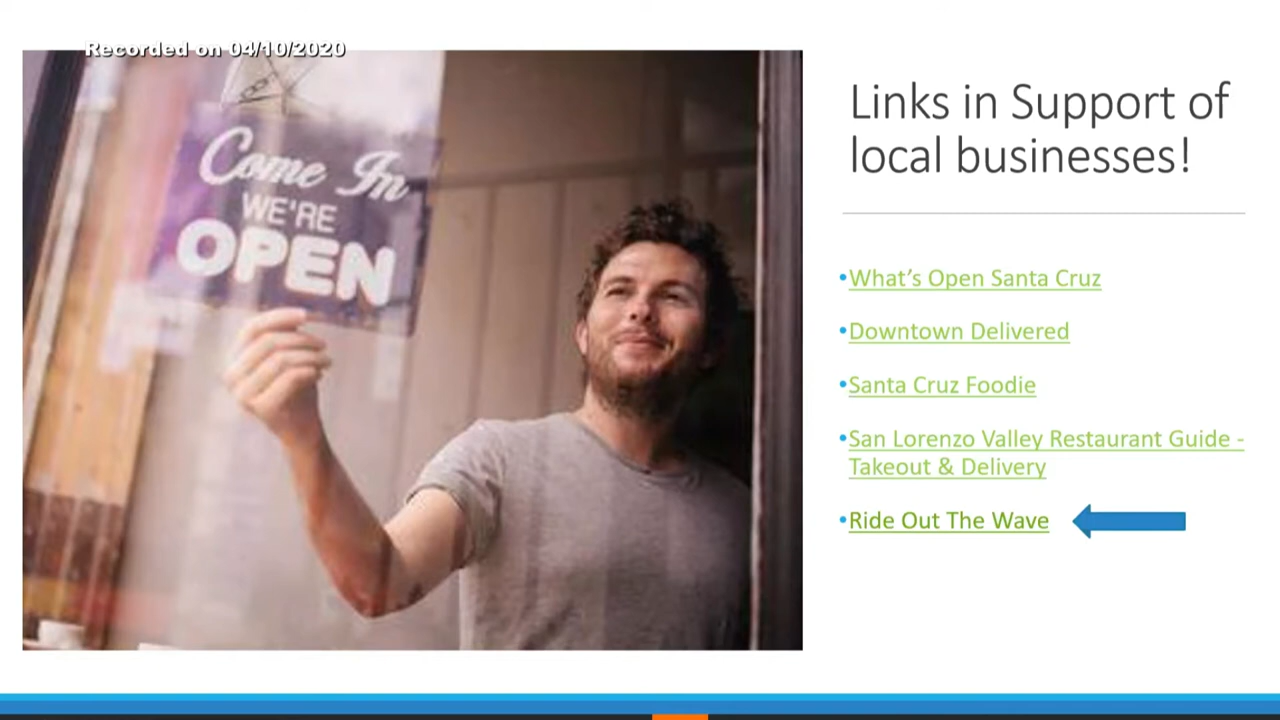 Recorded on 04/10/2020
Come In
WE'RE
OPEN
Links in Support of
local businesses!
•What's Open Santa Cruz
•Downtown Delivered
•Santa Cruz Foodie
•San Lorenzo Valley Restaurant Guide -
Takeout & Delivery
•Ride Out The Wave